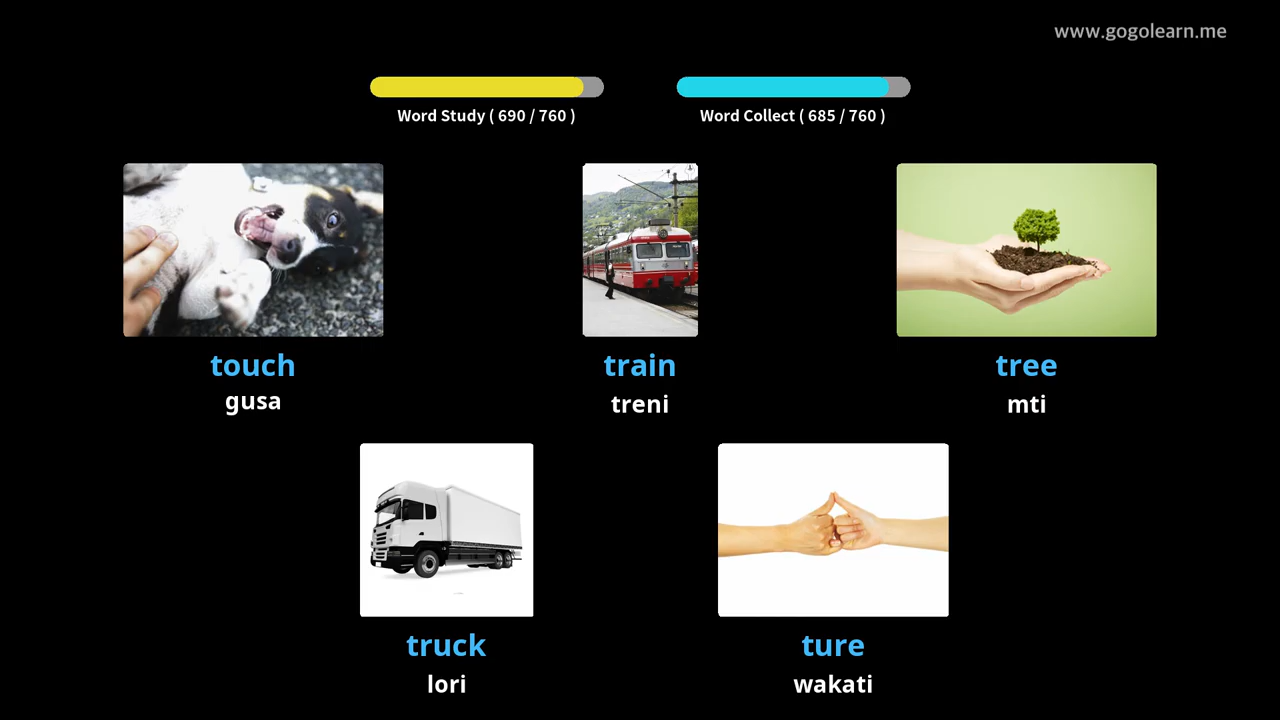 www.gogolearn.me
Word Study ( 690 / 760 )
Word Collect ( 685 / 760 )
touch
gusa
train
treni
tree
mti
truck
lori
ture
wakati